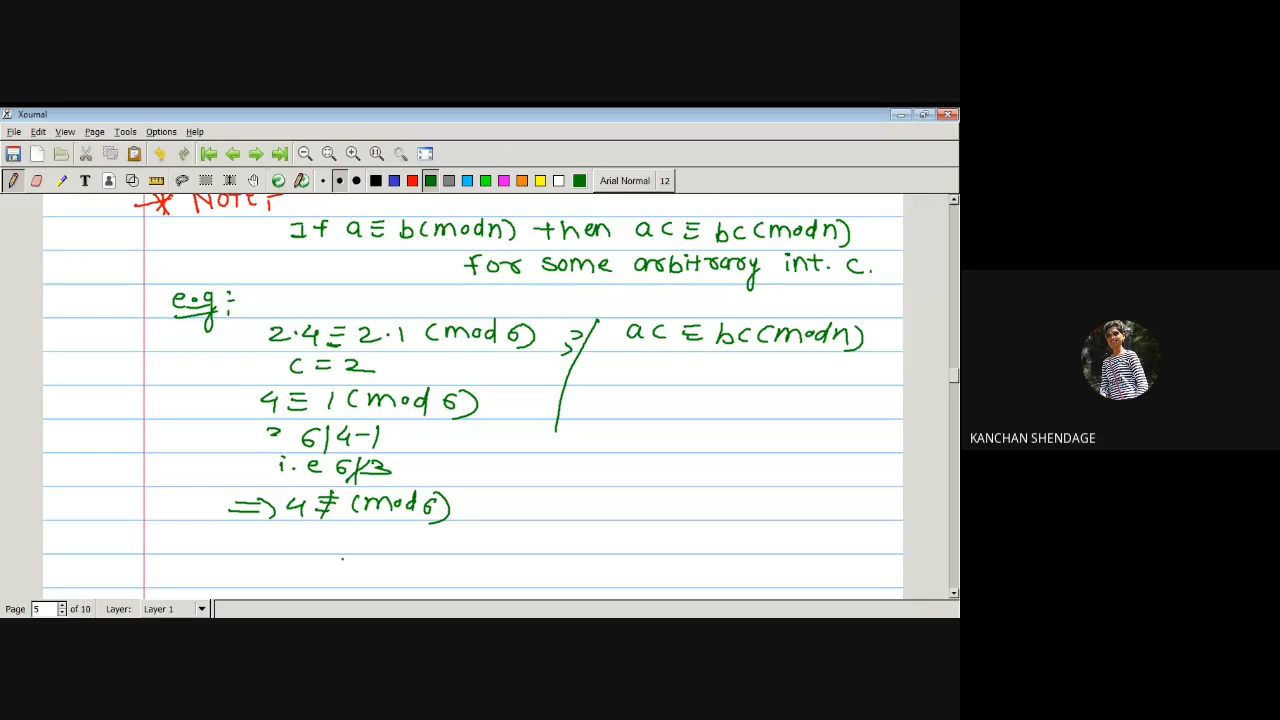 Xournal
File Edit View Page Tools Options Help
T Arial Normal 12
* Note :-
If a ≡ b (mod n) then ac ≡ bc (mod n)
for some arbitrary int. c.
e.g :
2·4 ≡ 2·1 (mod 6) ; ac ≡ bc (mod n)
c = 2
4 ≡ 1 (mod 6)
? 6 | 4-1
i.e 6 ∤ 3
⇒ 4 ≢ (mod 6)
Page 5 of 10 Layer: Layer 1
KANCHAN SHENDAGE